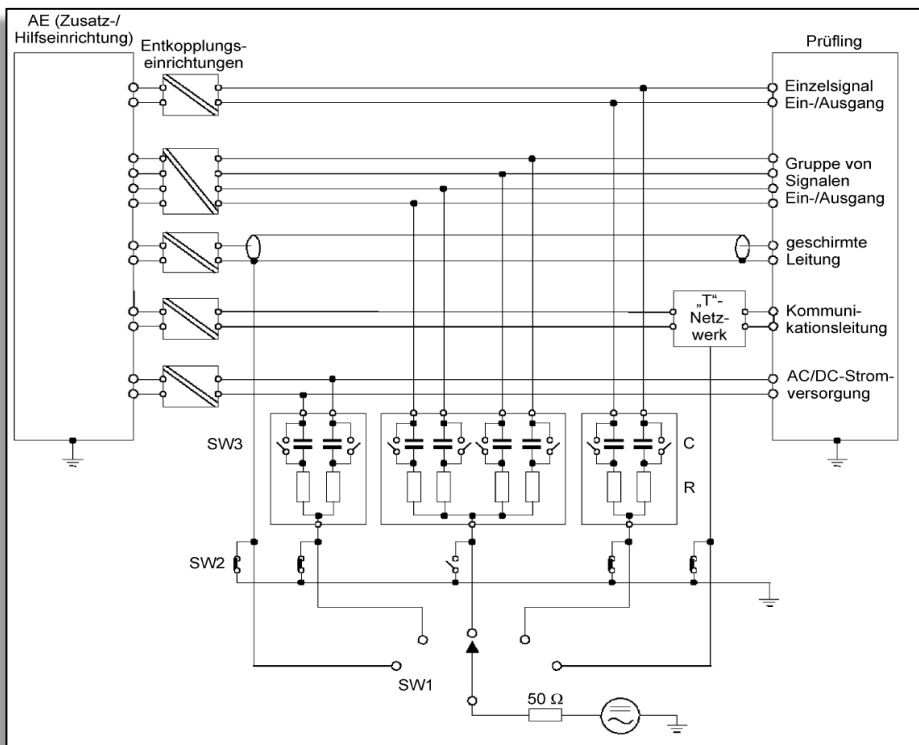 AE (Zusatz-/
Hilfseinrichtung)
Entkopplungs-
einrichtungen
Prüfling
Einzelsignal
Ein-/Ausgang
Gruppe von
Signalen
Ein-/Ausgang
geschirmte
Leitung
„T“-
Netz-
werk
Kommuni-
kationsleitung
AC/DC-Strom-
versorgung
SW3
C
R
SW2
SW1
50 Ω